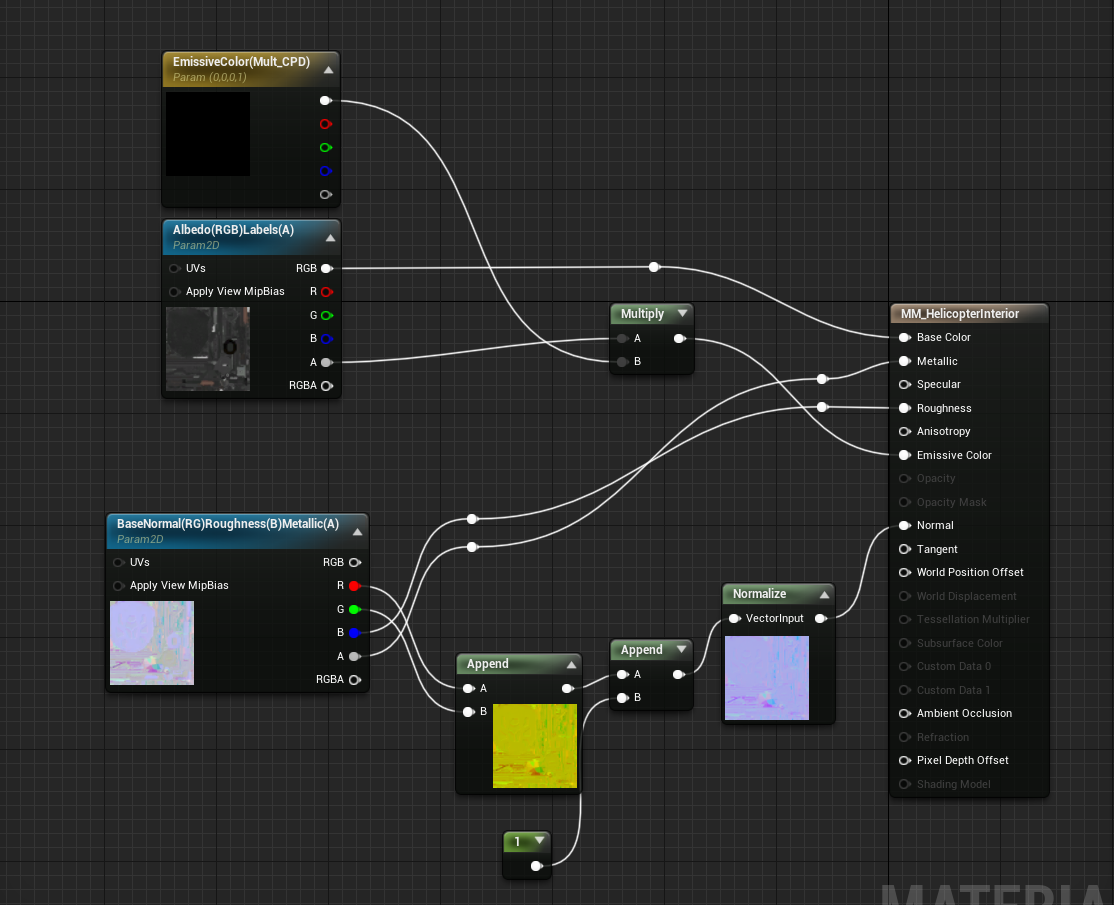 EmissiveColor(Mult_CPD)
Param (0,0,0,1)
Albedo(RGB)Labels(A)
Param2D
UVs RGB
Apply View MipBias R
G
B
A
RGBA
Multiply
A
B
MM_HelicopterInterior
Base Color
Metallic
Specular
Roughness
Anisotropy
Emissive Color
Opacity
Opacity Mask
Normal
Tangent
World Position Offset
World Displacement
Tessellation Multiplier
Subsurface Color
Custom Data 0
Custom Data 1
Ambient Occlusion
Refraction
Pixel Depth Offset
Shading Model
BaseNormal(RG)Roughness(B)Metallic(A)
Param2D
UVs RGB
Apply View MipBias R
G
B
A
RGBA
Append
A
B
Append
A
B
Normalize
VectorInput
1
MATERIA